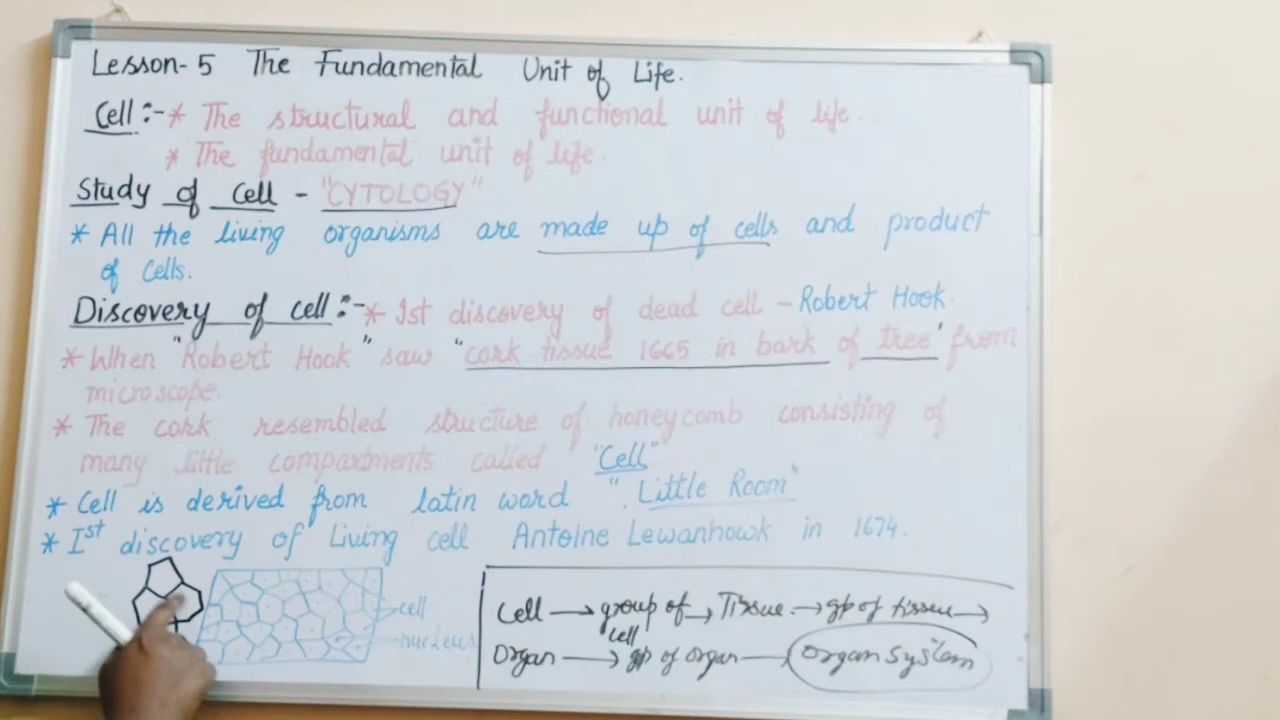 Lesson-5 The Fundamental Unit of Life.
Cell :- * The structural and functional unit of life..
* The fundamental unit of life.
Study of cell - "CYTOLOGY"
* All the living organisms are made up of cells and product
of cells.
Discovery of cell :- * Ist discovery of dead cell - Robert Hook.
* When "Robert Hook" saw "cork tissue 1665 in bark of tree" from
microscope.
* The cork resembled structure of honeycomb consisting of
many little compartments called "Cell"
* Cell is derived from latin word "Little Room"
* Ist discovery of Living cell Antoine Lewanhowk in 1674.
cell
nucleus
Cell → group of → Tissue → gp of tissue →
cell
Organ → gp of organ → Organ System